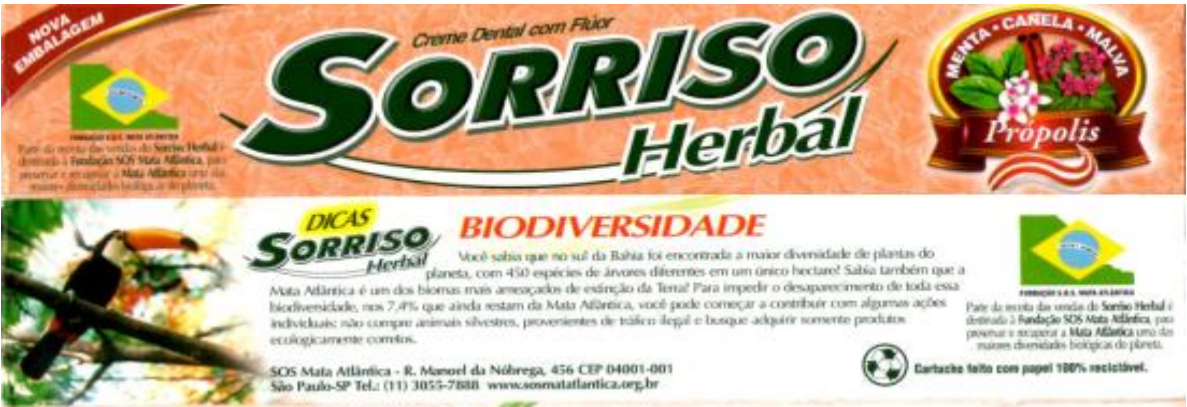 NOVA
EMBALAGEM
Creme Dental com Flúor
SORRISO
Herbal
MENTA • CANELA • MALVA
Própolis
FUNDAÇÃO S.O.S. MATA ATLÂNTICA
Parte da receita das vendas do Sorriso Herbal é
destinada à Fundação SOS Mata Atlântica, para
preservar e recuperar a Mata Atlântica uma das
maiores diversidades biológicas do planeta.
DICAS
SORRISO
Herbal
BIODIVERSIDADE
Você sabia que no sul da Bahia foi encontrada a maior diversidade de plantas do
planeta, com 450 espécies de árvores diferentes em um único hectare! Sabia também que a
Mata Atlântica é um dos biomas mais ameaçados de extinção da Terra! Para impedir o desaparecimento de toda essa
biodiversidade, nos 7,4% que ainda restam da Mata Atlântica, você pode começar a contribuir com algumas ações
individuais: não compre animais silvestres, provenientes de tráfico ilegal e busque adquirir somente produtos
ecologicamente corretos.
SOS Mata Atlântica - R. Manoel da Nóbrega, 456 CEP 04001-001
São Paulo-SP Tel.: (11) 3055-7888 www.sosmatatlantica.org.br
FUNDAÇÃO S.O.S. MATA ATLÂNTICA
Parte da receita das vendas do Sorriso Herbal é
destinada à Fundação SOS Mata Atlântica, para
preservar e recuperar a Mata Atlântica uma das
maiores diversidades biológicas do planeta.
Cartucho feito com papel 100% reciclável.